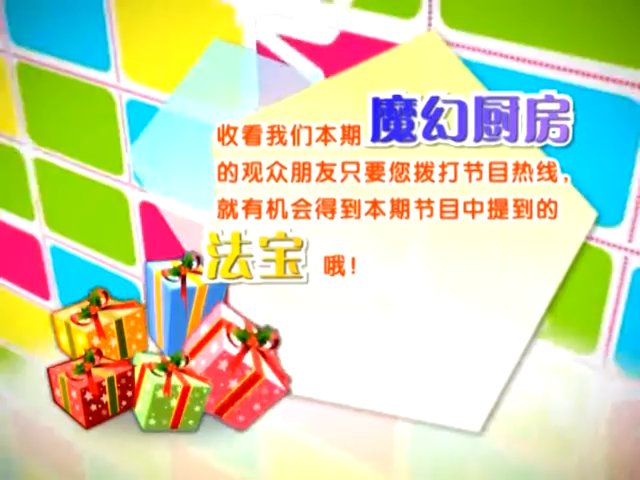 收看我们本期 魔幻厨房
的观众朋友只要您拨打节目热线，
就有机会得到本期节目中提到的
法宝 哦！